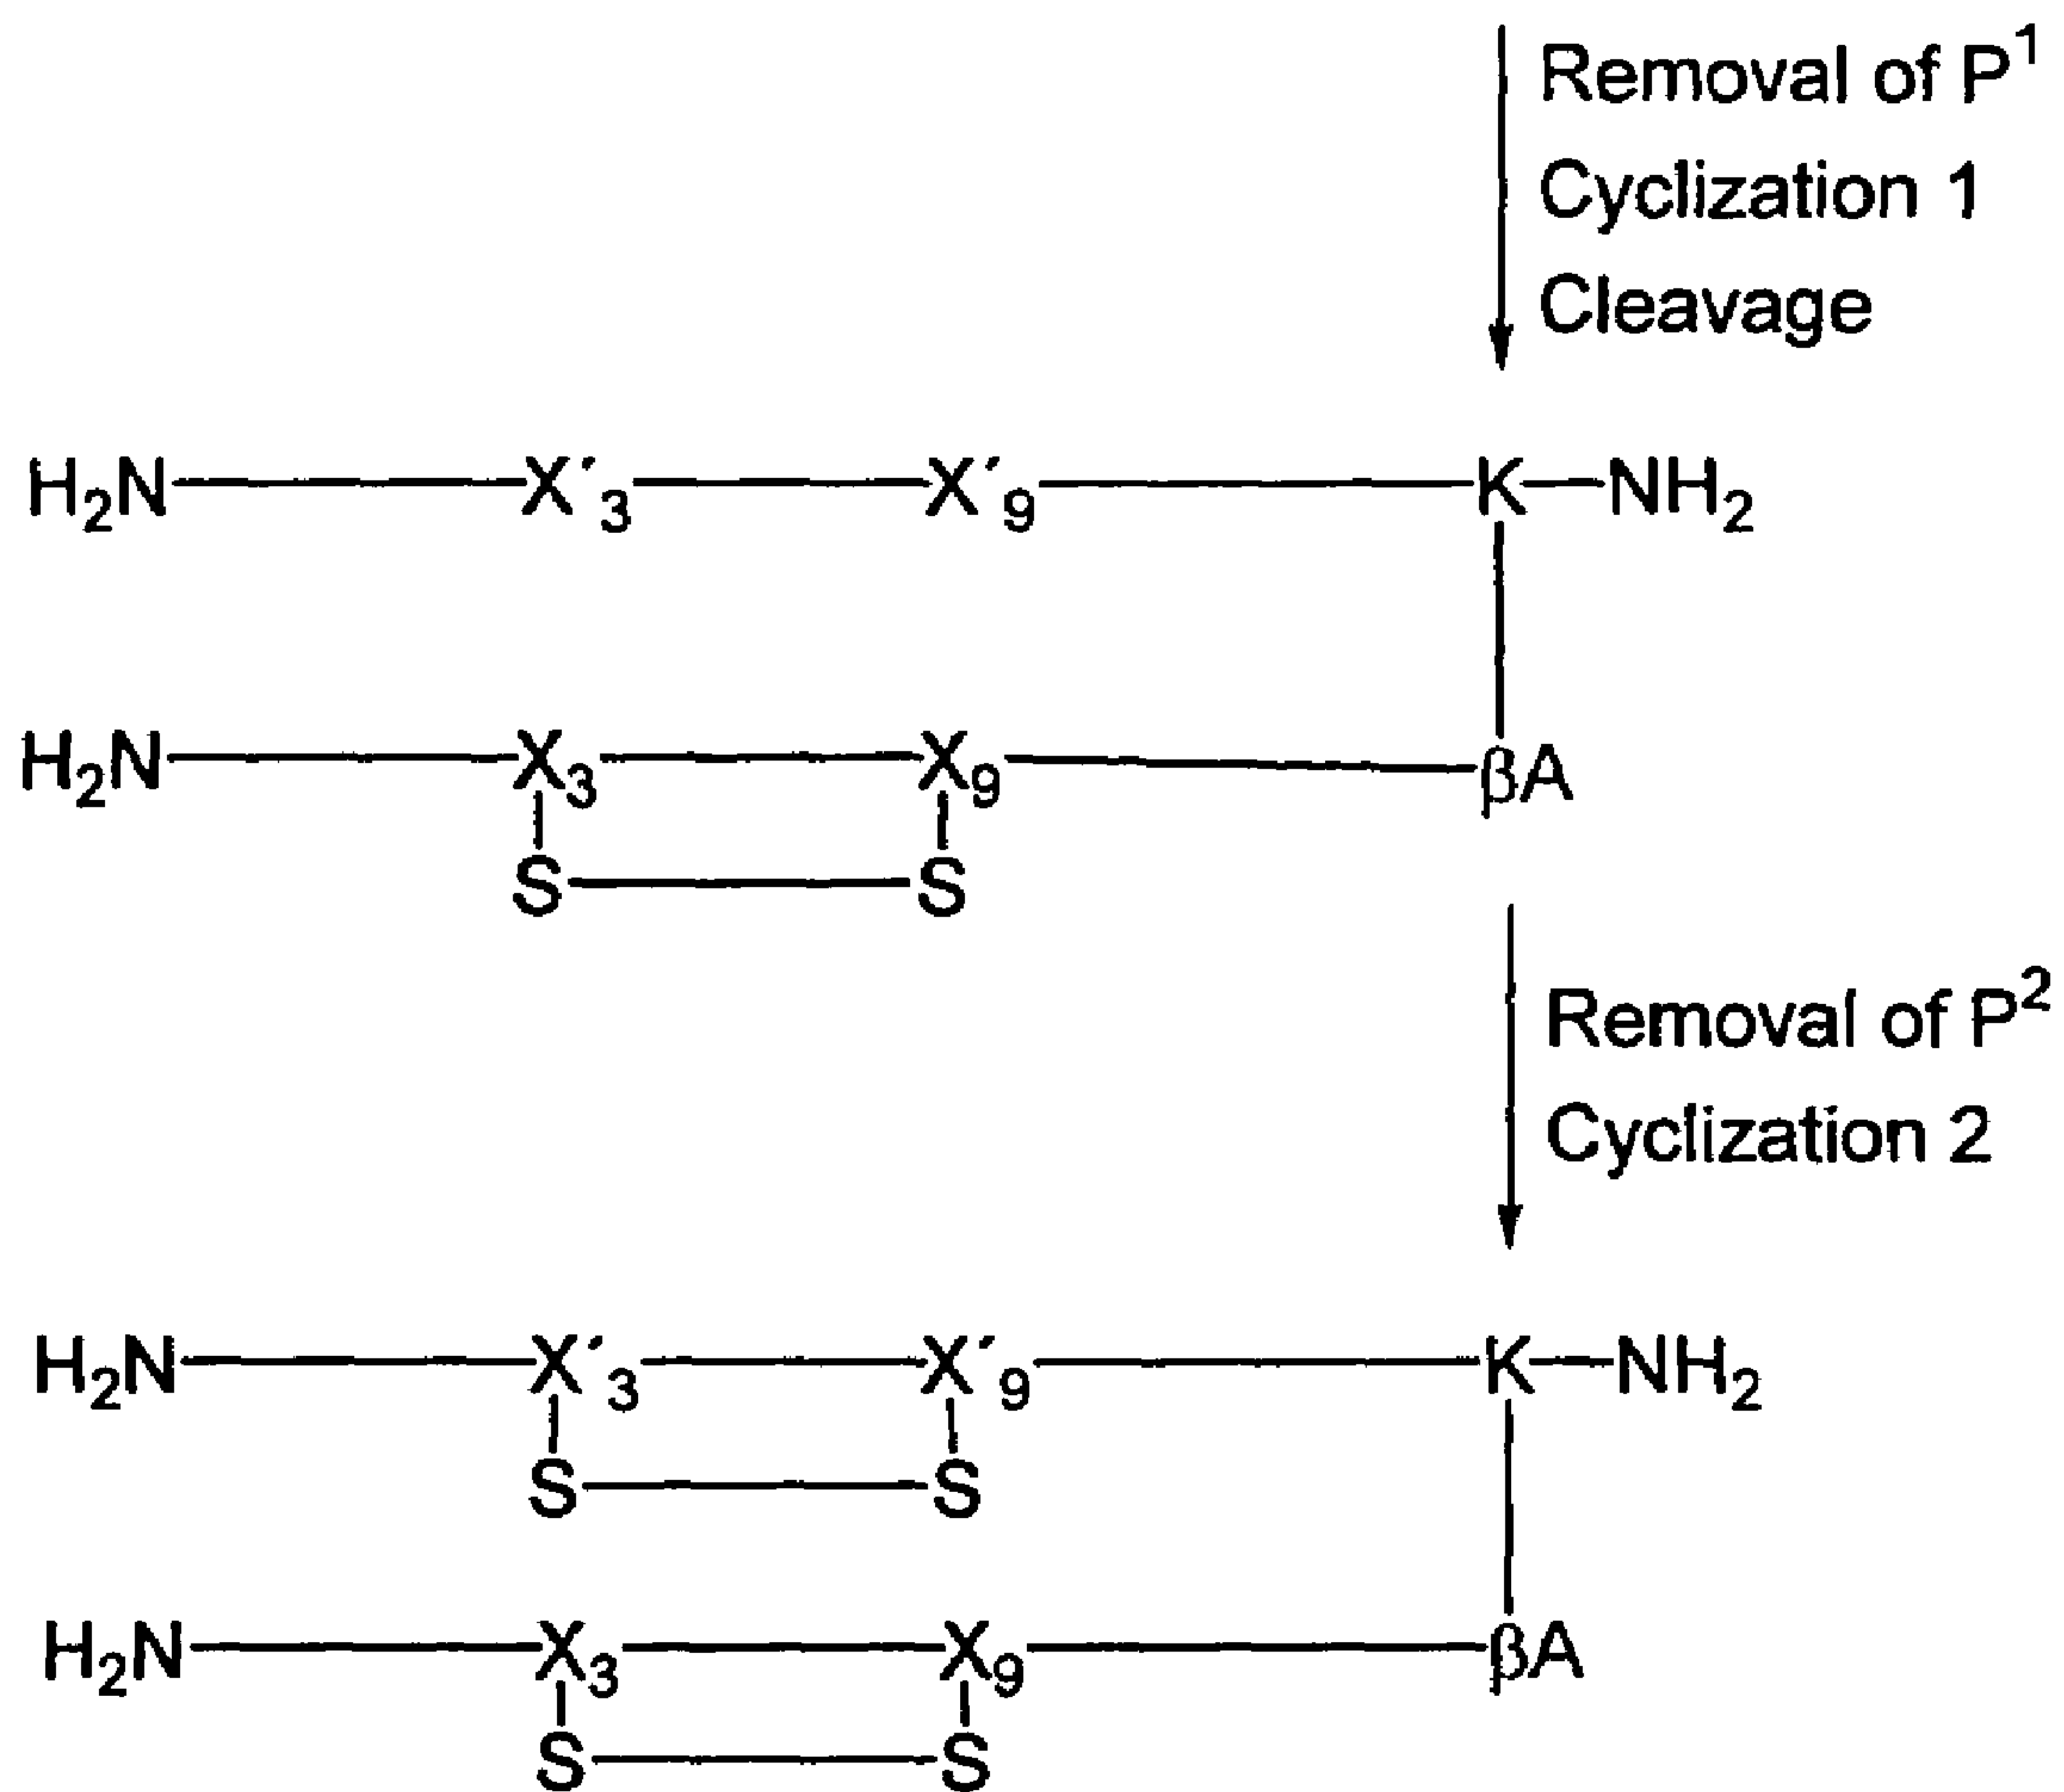 Removal of P¹
Cyclization 1
Cleavage
H₂N X´₃ X´₉ K NH₂
H₂N X₃ X₉ βA
S S
Removal of P²
Cyclization 2
H₂N X´₃ X´₉ K NH₂
S S
H₂N X₃ X₉ βA
S S